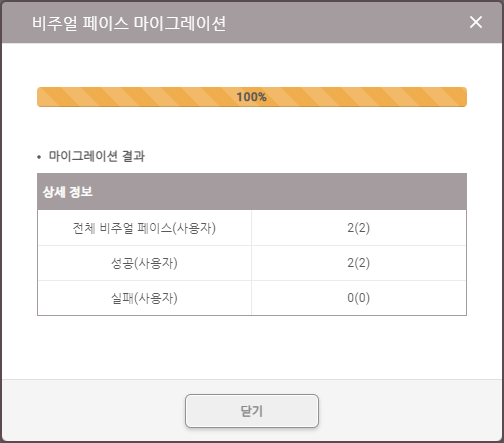 비주얼 페이스 마이그레이션
100%
• 마이그레이션 결과
상세 정보
전체 비주얼 페이스(사용자) 2(2)
성공(사용자) 2(2)
실패(사용자) 0(0)
닫기